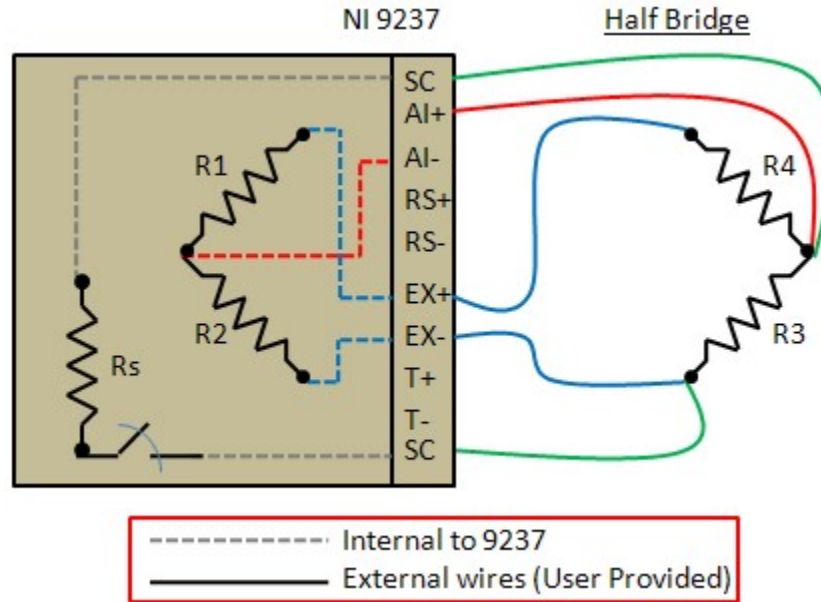 NI 9237
Half Bridge
SC
AI+
AI-
RS+
RS-
EX+
EX-
T+
T-
SC
R1
R2
Rs
R4
R3
Internal to 9237
External wires (User Provided)